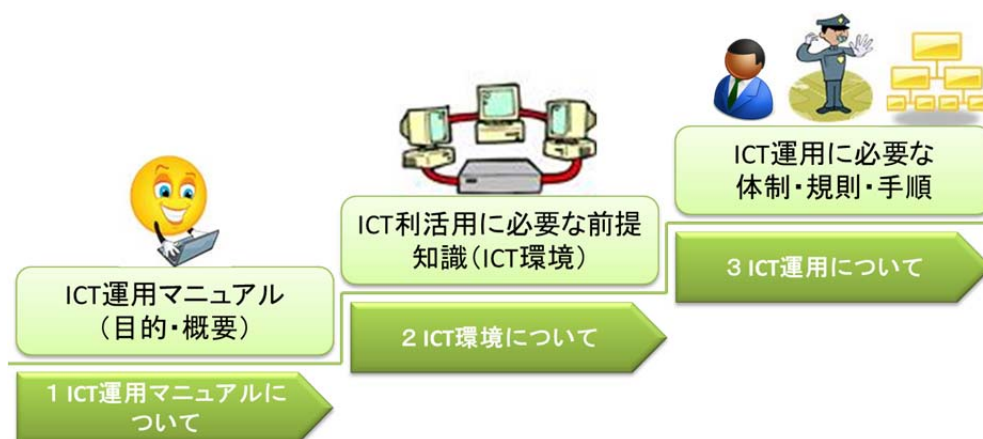 ICT運用マニュアル
(目的・概要)
1 ICT運用マニュアルに
ついて
ICT利活用に必要な前提
知識(ICT環境)
2 ICT環境について
ICT運用に必要な
体制・規則・手順
3 ICT運用について